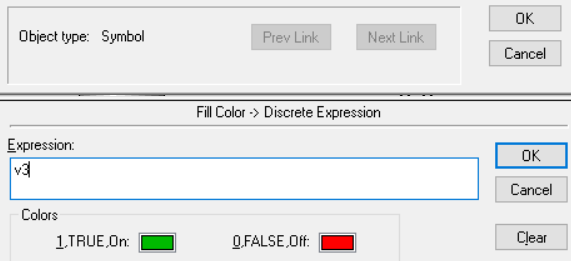 OK
Object type: Symbol
Prev Link
Next Link
Cancel
Fill Color -> Discrete Expression
Expression:
v3
OK
Cancel
Colors
1,TRUE,On:
0,FALSE,Off:
Clear